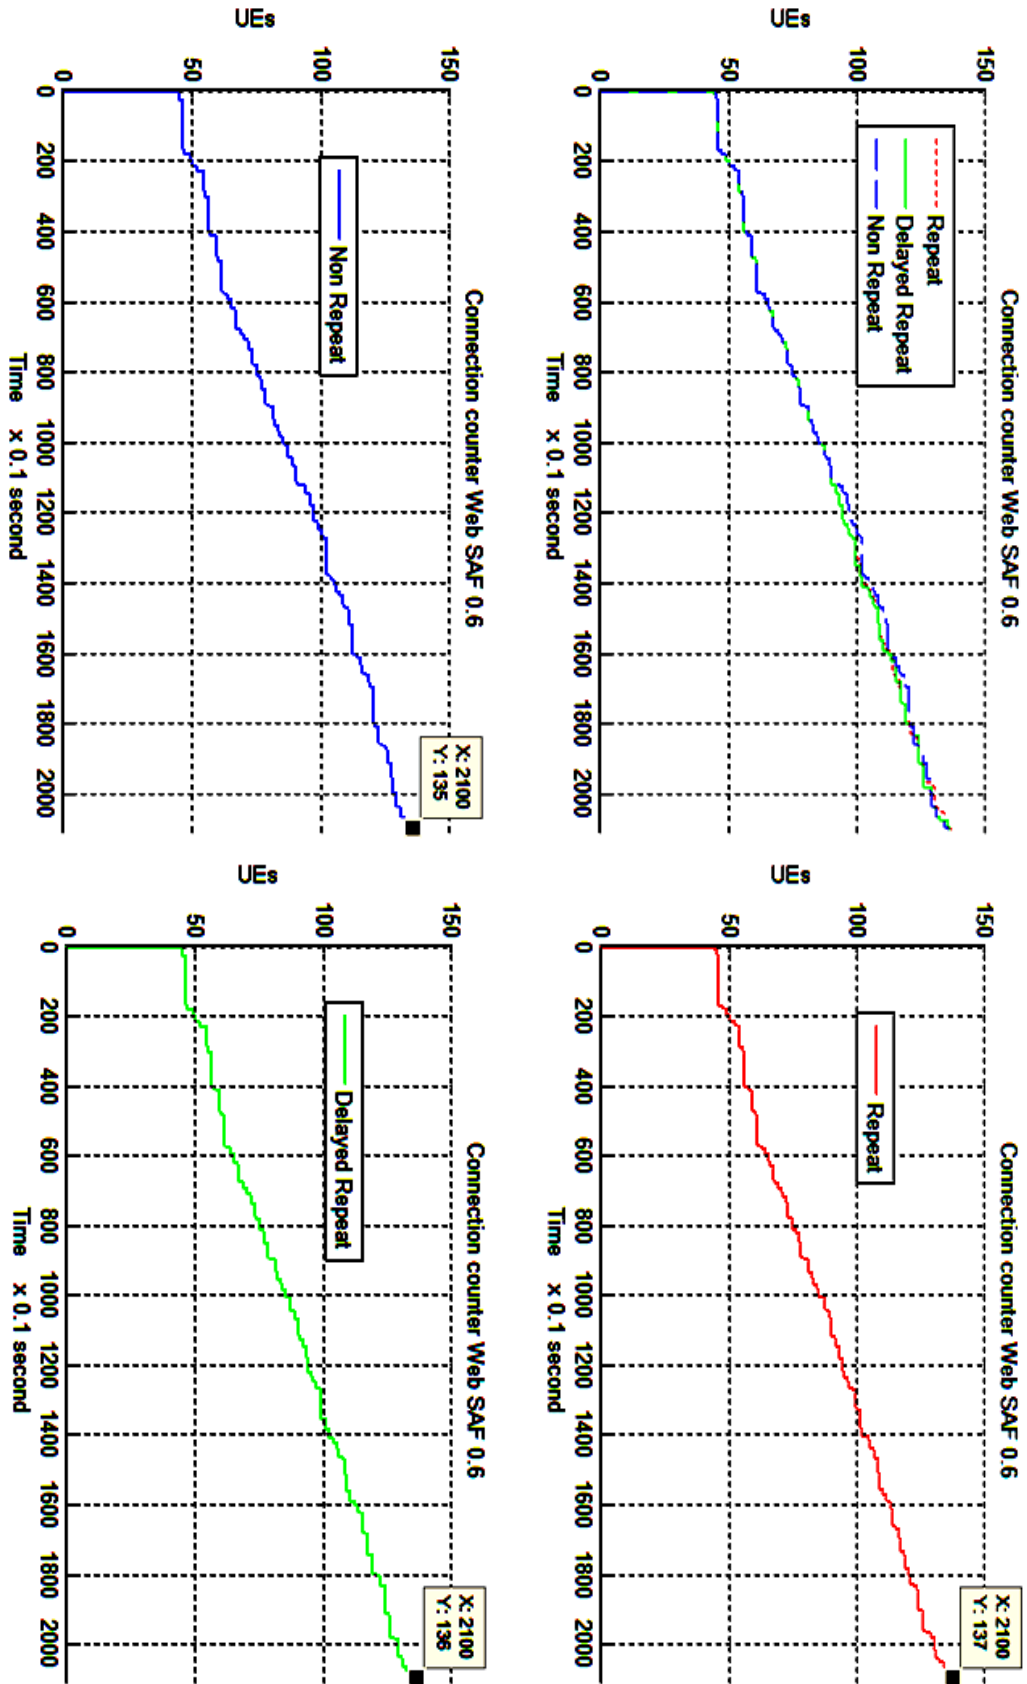 Connection counter Web SAF 0.6
150
100
50
0
UEs
Repeat
Delayed Repeat
Non Repeat
0 200 400 600 800 1000 1200 1400 1600 1800 2000
Time x 0.1 second
Connection counter Web SAF 0.6
150
100
50
0
UEs
Repeat
X: 2100
Y: 137
0 200 400 600 800 1000 1200 1400 1600 1800 2000
Time x 0.1 second
Connection counter Web SAF 0.6
150
100
50
0
UEs
Non Repeat
X: 2100
Y: 135
0 200 400 600 800 1000 1200 1400 1600 1800 2000
Time x 0.1 second
Connection counter Web SAF 0.6
150
100
50
0
UEs
Delayed Repeat
X: 2100
Y: 136
0 200 400 600 800 1000 1200 1400 1600 1800 2000
Time x 0.1 second